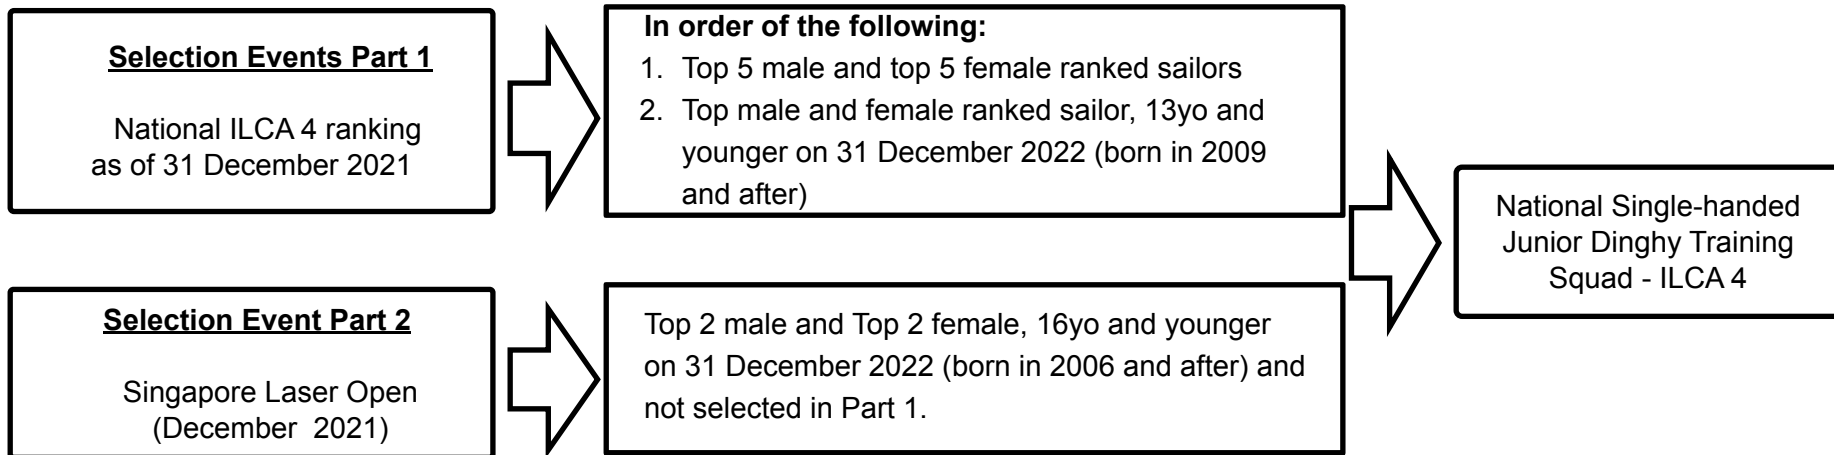 Selection Events Part 1
National ILCA 4 ranking
as of 31 December 2021
In order of the following:
1. Top 5 male and top 5 female ranked sailors
2. Top male and female ranked sailor, 13yo and
younger on 31 December 2022 (born in 2009
and after)
Selection Event Part 2
Singapore Laser Open
(December 2021)
Top 2 male and Top 2 female, 16yo and younger
on 31 December 2022 (born in 2006 and after) and
not selected in Part 1.
National Single-handed
Junior Dinghy Training
Squad - ILCA 4